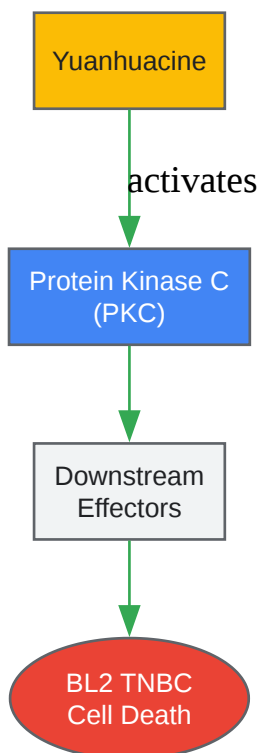 Yuanhuacine
activates
Protein Kinase C
(PKC)
Downstream
Effectors
BL2 TNBC
Cell Death